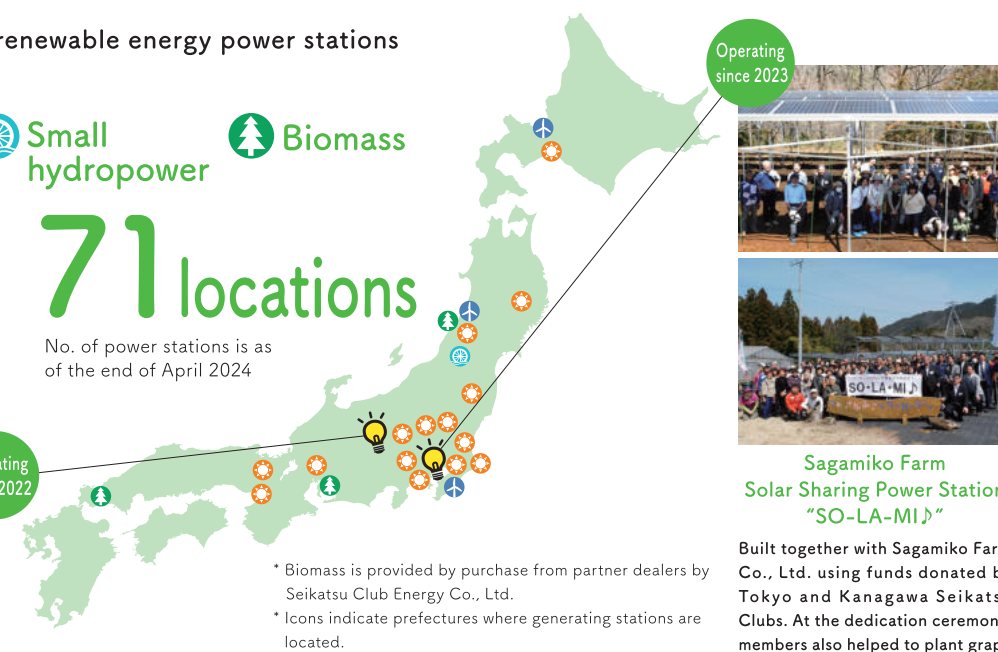 renewable energy power stations
Small
hydropower
Biomass
71 locations
No. of power stations is as
of the end of April 2024
Operating
since 2023
2022
SO・LA・MI♪
Sagamiko Farm
Solar Sharing Power Station
“SO-LA-MI♪”
Built together with Sagamiko Far
Co., Ltd. using funds donated b
Tokyo and Kanagawa Seikats
Clubs. At the dedication ceremon
members also helped to plant grap
* Biomass is provided by purchase from partner dealers by
Seikatsu Club Energy Co., Ltd.
* Icons indicate prefectures where generating stations are
located.